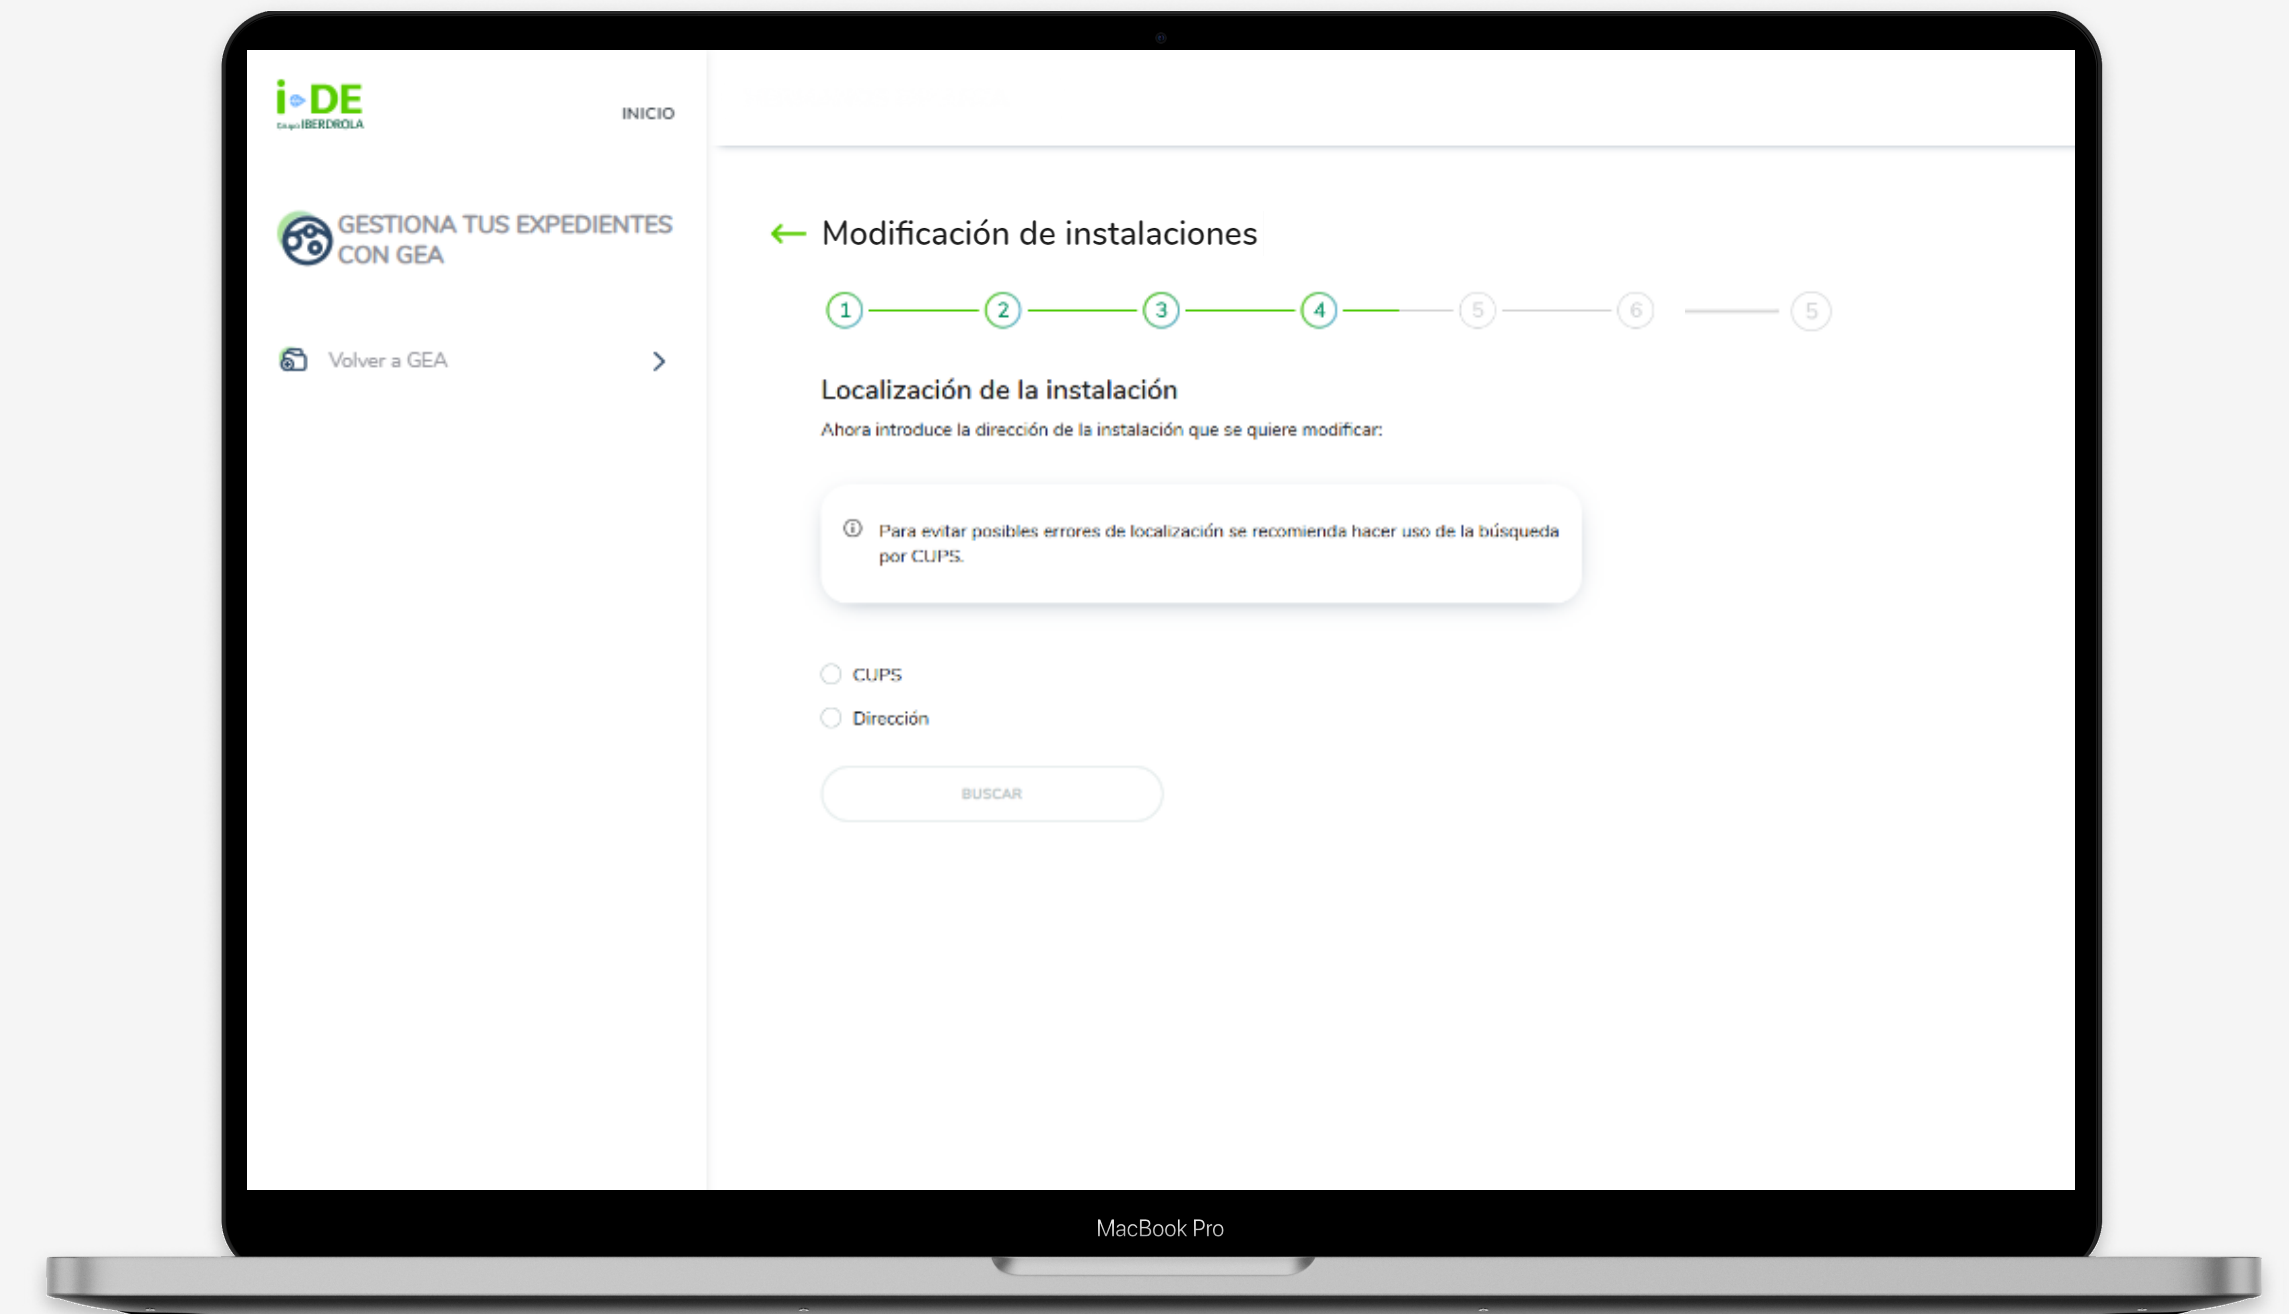 i-DE
Grupo IBERDROLA
INICIO
GESTIONA TUS EXPEDIENTES
CON GEA
Volver a GEA
Modificación de instalaciones
1 2 3 4 5 6 5
Localización de la instalación
Ahora introduce la dirección de la instalación que se quiere modificar:
Para evitar posibles errores de localización se recomienda hacer uso de la búsqueda
por CUPS.
CUPS
Dirección
BUSCAR
MacBook Pro